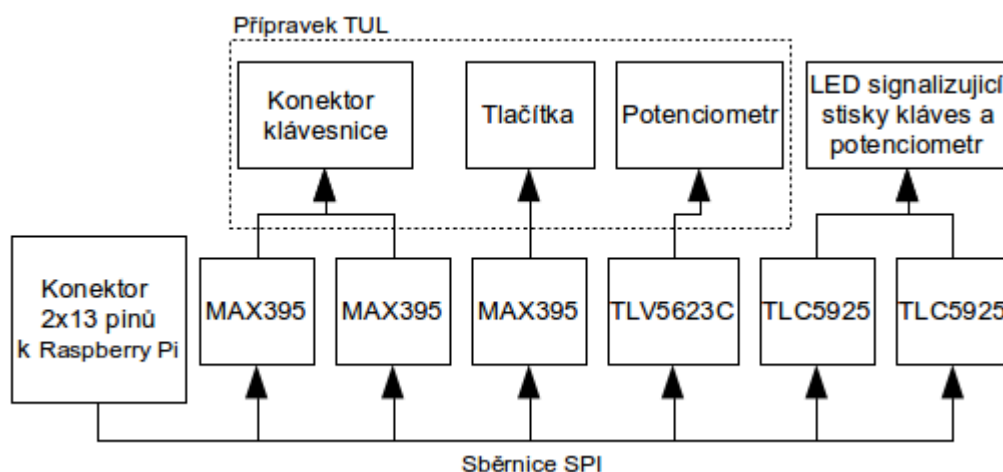 Přípravek TUL
Konektor
klávesnice
Tlačítka
Potenciometr
LED signalizující
stisky kláves a
potenciometr
Konektor
2x13 pinů
k Raspberry Pi
MAX395
MAX395
MAX395
TLV5623C
TLC5925
TLC5925
Sběrnice SPI